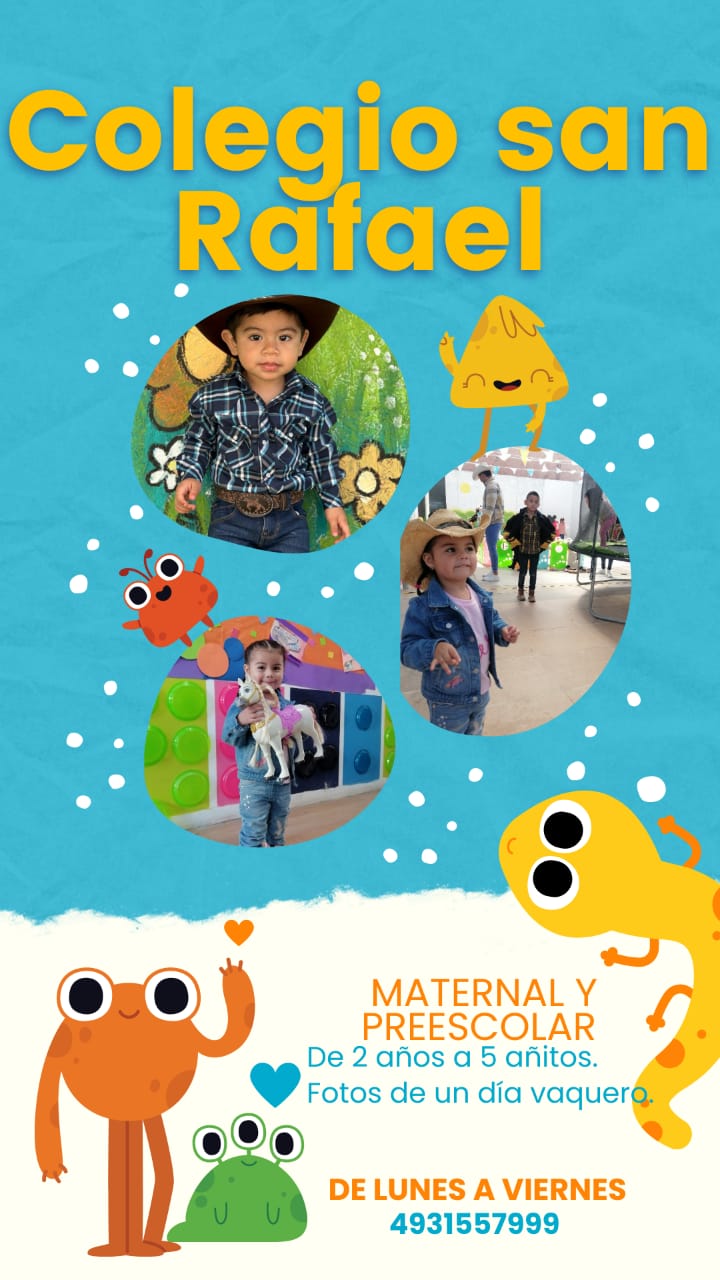 Colegio san
Rafael
MATERNAL Y
PREESCOLAR
De 2 años a 5 añitos.
Fotos de un día vaquero.
DE LUNES A VIERNES
4931557999